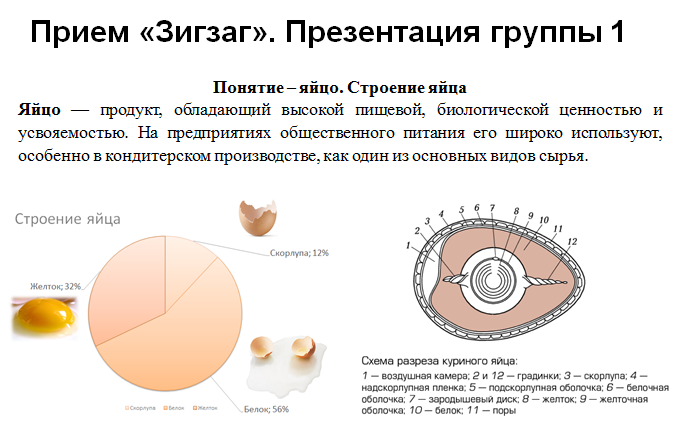 Прием «Зигзаг». Презентация группы 1
Понятие – яйцо. Строение яйца
Яйцо — продукт, обладающий высокой пищевой, биологической ценностью и
усвояемостью. На предприятиях общественного питания его широко используют,
особенно в кондитерском производстве, как один из основных видов сырья.
Строение яйца
Скорлупа; 12%
Желток; 32%
Белок; 56%
Скорлупа Белок Желток
1 2 3 4 5 6 7 8 9 10 11 12
Схема разреза куриного яйца:
1 — воздушная камера; 2 и 12 — градинки; 3 — скорлупа; 4 —
надскорлупная пленка; 5 — подскорлупная оболочка; 6 — белочная
оболочка; 7 — зародышевый диск; 8 — желток; 9 — желточная
оболочка; 10 — белок; 11 — поры